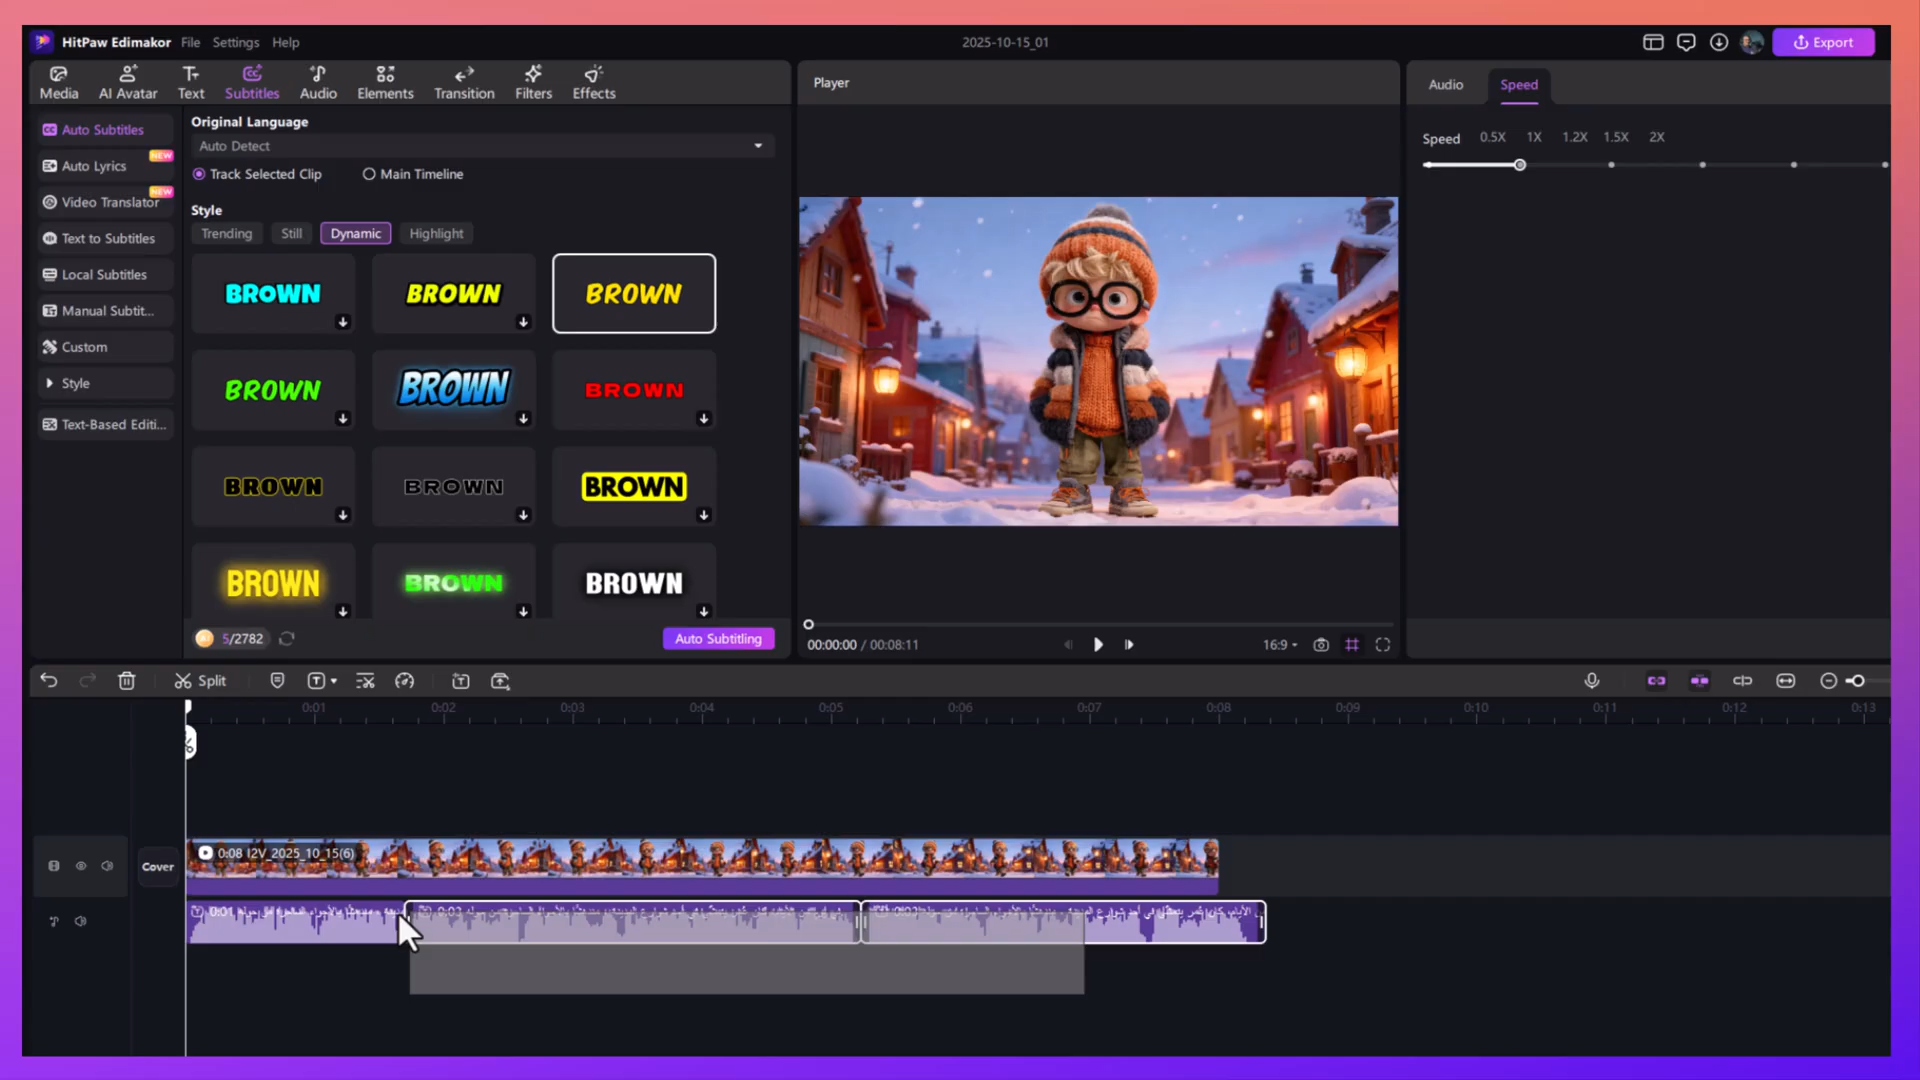 HitPaw Edimakor File Settings Help
2025-10-15_01
Export
Media AI Avatar Text Subtitles Audio Elements Transition Filters Effects
Auto Subtitles
Auto Lyrics NEW
Video Translator NEW
Text to Subtitles
Local Subtitles
Manual Subtit...
Custom
Style
Text-Based Editi...
Original Language
Auto Detect
Track Selected Clip Main Timeline
Style
Trending Still Dynamic Highlight
BROWN BROWN BROWN
BROWN BROWN BROWN
BROWN BROWN BROWN
BROWN BROWN BROWN
5/2782
Auto Subtitling
Player
00:00:00 / 00:08:11
16:9
Audio Speed
Speed 0.5X 1X 1.2X 1.5X 2X
Split
0:01 0:02 0:03 0:04 0:05 0:06 0:07 0:08 0:09 0:10 0:11 0:12 0:13
Cover
0:08 I2V_2025_10_15(6)
0:01
0:03